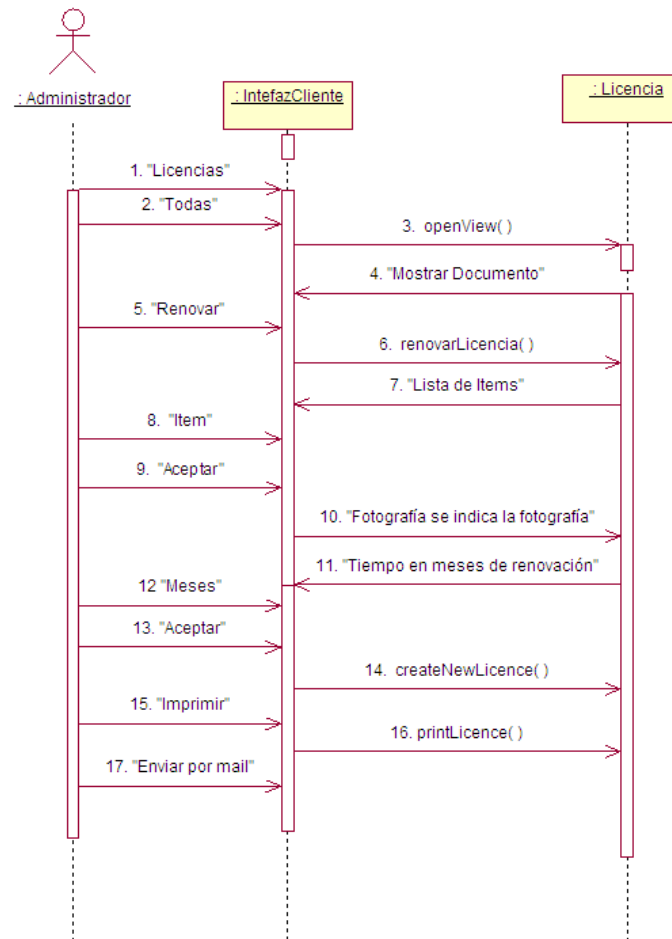 : Administrador
: IntefazCliente
: Licencia
1. "Licencias"
2. "Todas"
3. openView( )
4. "Mostrar Documento"
5. "Renovar"
6. renovarLicencia( )
7. "Lista de Items"
8. "Item"
9. "Aceptar"
10. "Fotografía se indica la fotografía"
11. "Tiempo en meses de renovación"
12 "Meses"
13. "Aceptar"
14. createNewLicence( )
15. "Imprimir"
16. printLicence( )
17. "Enviar por mail"